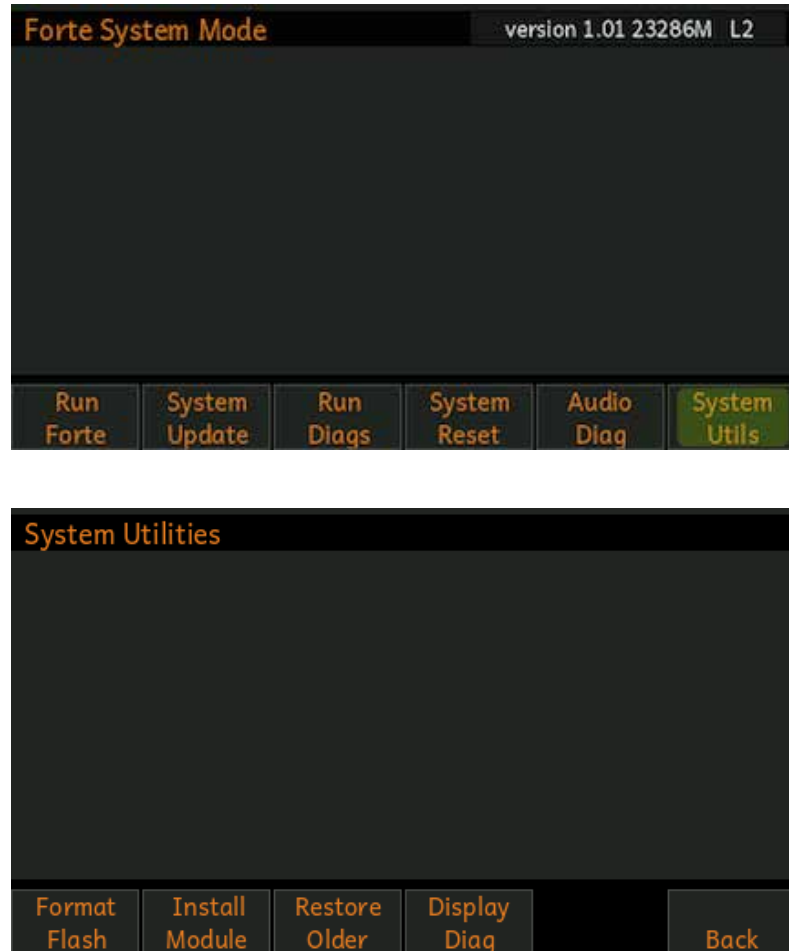 Forte System Mode version 1.01 23286M L2
Run System Run System Audio System
Forte Update Diags Reset Diag Utils
System Utilities
Format Install Restore Display
Flash Module Older Diag Back